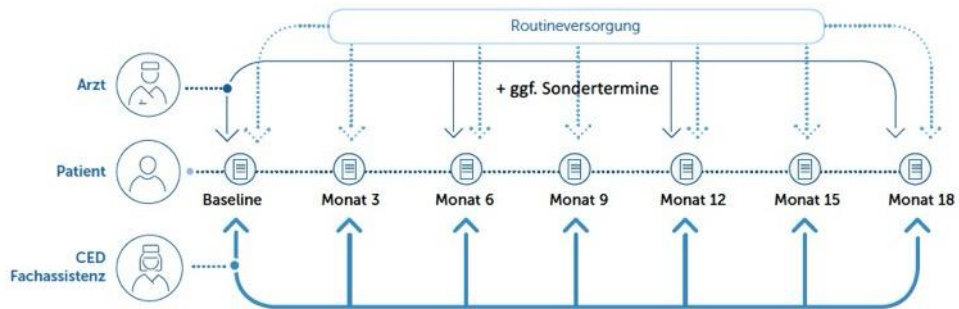 Routineversorgung
Arzt
+ ggf. Sondertermine
Patient
Baseline Monat 3 Monat 6 Monat 9 Monat 12 Monat 15 Monat 18
CED
Fachassistenz